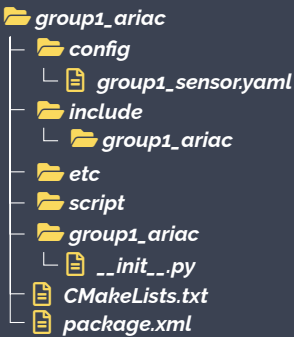 group1_ariac
config
group1_sensor.yaml
include
group1_ariac
etc
script
group1_ariac
__init__.py
CMakeLists.txt
package.xml